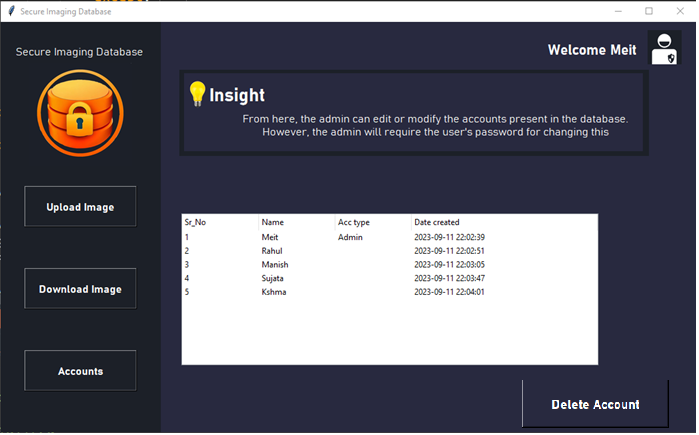 Secure Imaging Database
Secure Imaging Database
Welcome Meit
Insight
From here, the admin can edit or modify the accounts present in the database.
However, the admin will require the user's password for changing this
Upload Image
Download Image
Accounts
Sr_No Name Acc type Date created
1 Meit Admin 2023-09-11 22:02:39
2 Rahul 2023-09-11 22:02:51
3 Manish 2023-09-11 22:03:05
4 Sujata 2023-09-11 22:03:47
5 Kshma 2023-09-11 22:04:01
Delete Account